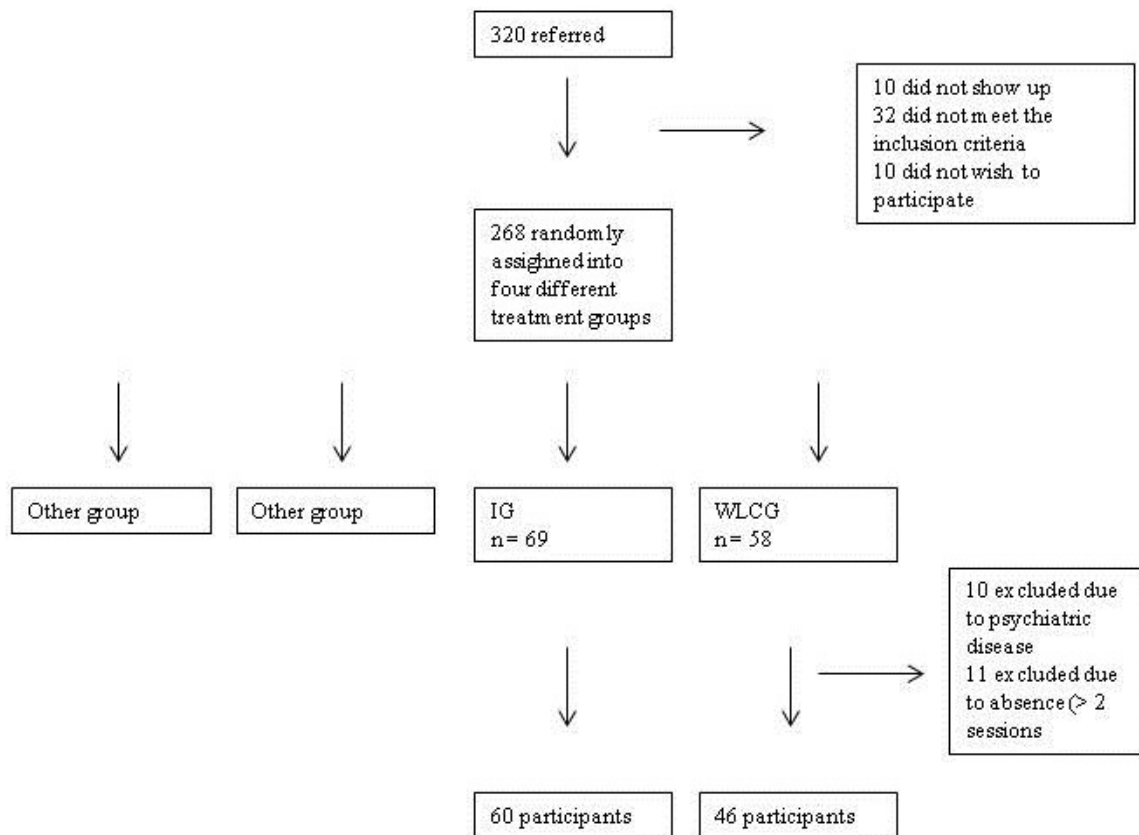 320 referred
10 did not show up
32 did not meet the
inclusion criteria
10 did not wish to
participate
268 randomly
assighned into
four different
treatment groups
Other group
Other group
IG
n= 69
WLCG
n= 58
10 excluded due
to psychiatric
disease
11 excluded due
to absence (> 2
sessions
60 participants
46 participants